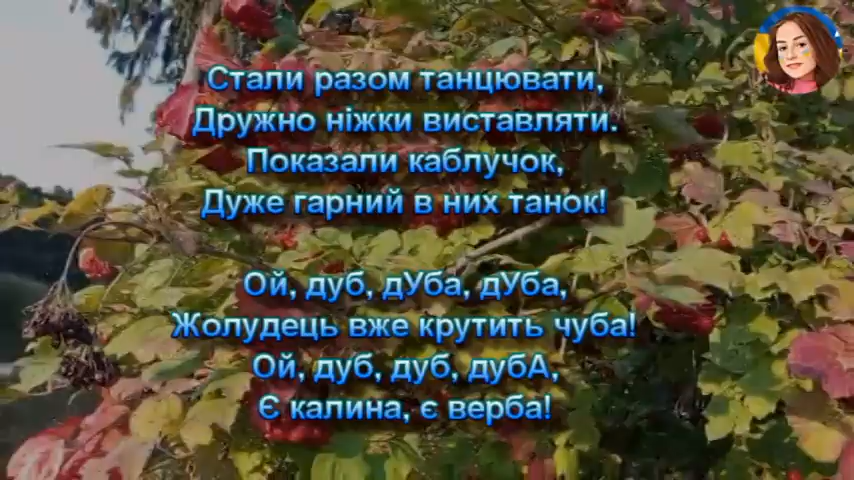 Стали разом танцювати,
Дружно ніжки виставляти.
Показали каблучок,
Дуже гарний в них танок!
Ой, дуб, дУба, дУба,
Жолудець вже крутить чуба!
Ой, дуб, дуб, дубА,
Є калина, є верба!